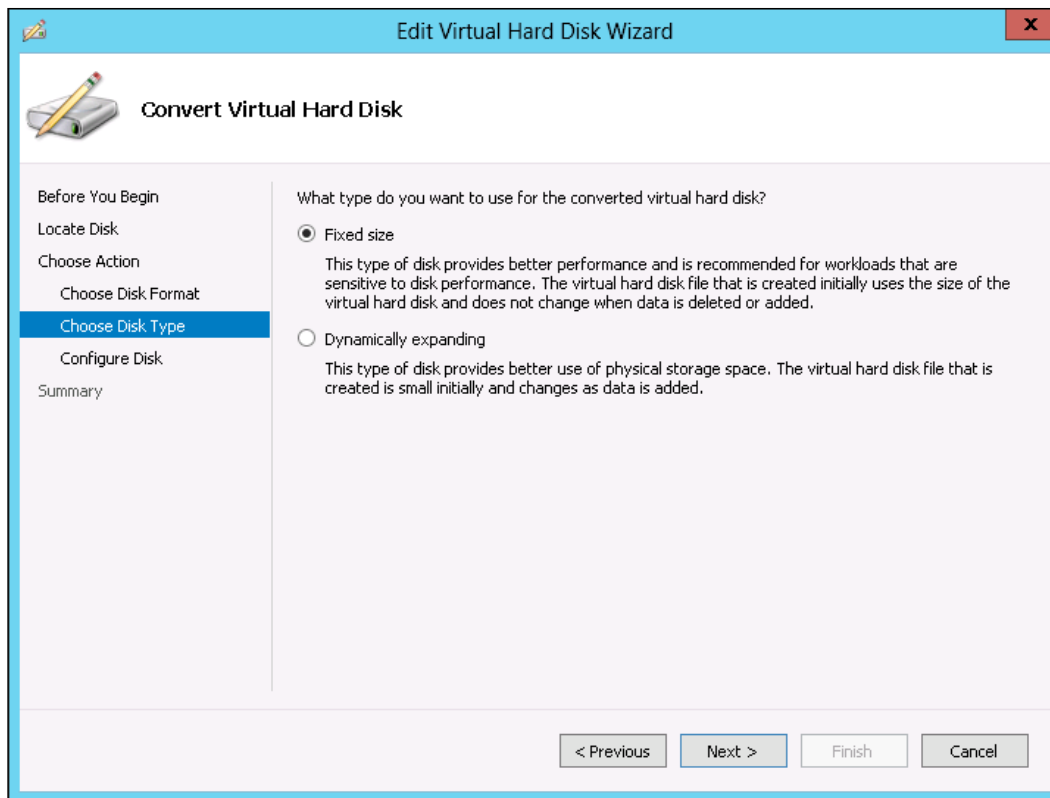 Edit Virtual Hard Disk Wizard
x
Convert Virtual Hard Disk
Before You Begin
Locate Disk
Choose Action
Choose Disk Format
Choose Disk Type
Configure Disk
Summary
What type do you want to use for the converted virtual hard disk?
Fixed size
This type of disk provides better performance and is recommended for workloads that are
sensitive to disk performance. The virtual hard disk file that is created initially uses the size of the
virtual hard disk and does not change when data is deleted or added.
Dynamically expanding
This type of disk provides better use of physical storage space. The virtual hard disk file that is
created is small initially and changes as data is added.
< Previous
Next >
Finish
Cancel